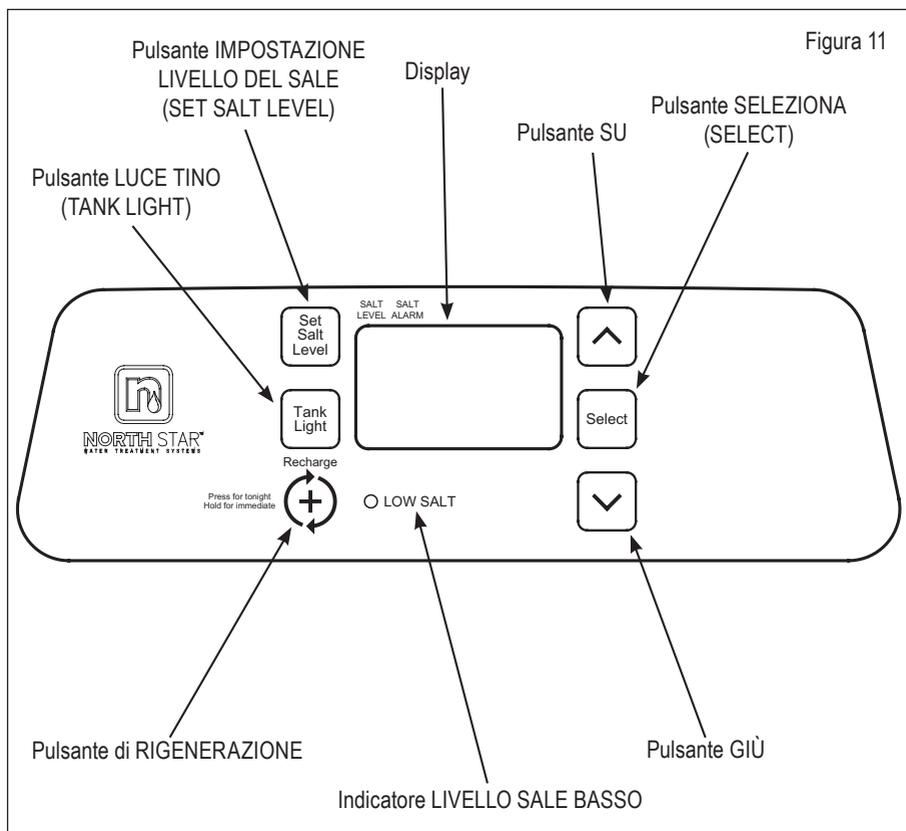 Figura 11
Pulsante IMPOSTAZIONE
LIVELLO DEL SALE
(SET SALT LEVEL)
Display
Pulsante SELEZIONA
(SELECT)
Pulsante SU
Pulsante LUCE TINO
(TANK LIGHT)
SALT LEVEL
SALT ALARM
Set
Salt
Level
Tank
Light
Select
NORTH STAR™
WATER TREATMENT SYSTEMS
Recharge
Press for tonight
Hold for immediate
LOW SALT
Pulsante di RIGENERAZIONE
Pulsante GIÙ
Indicatore LIVELLO SALE BASSO